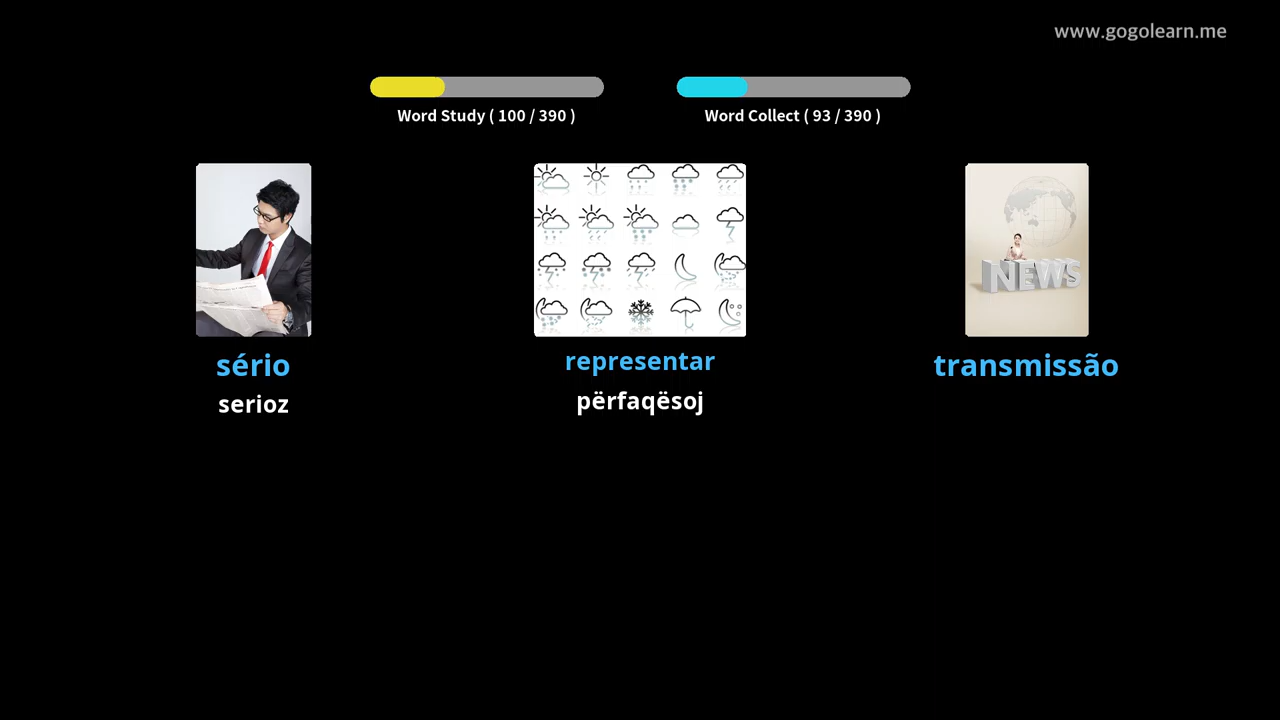 www.gogolearn.me
Word Study ( 100 / 390 )
Word Collect ( 93 / 390 )
NEWS
sério
representar
transmissão
serioz
përfaqësoj